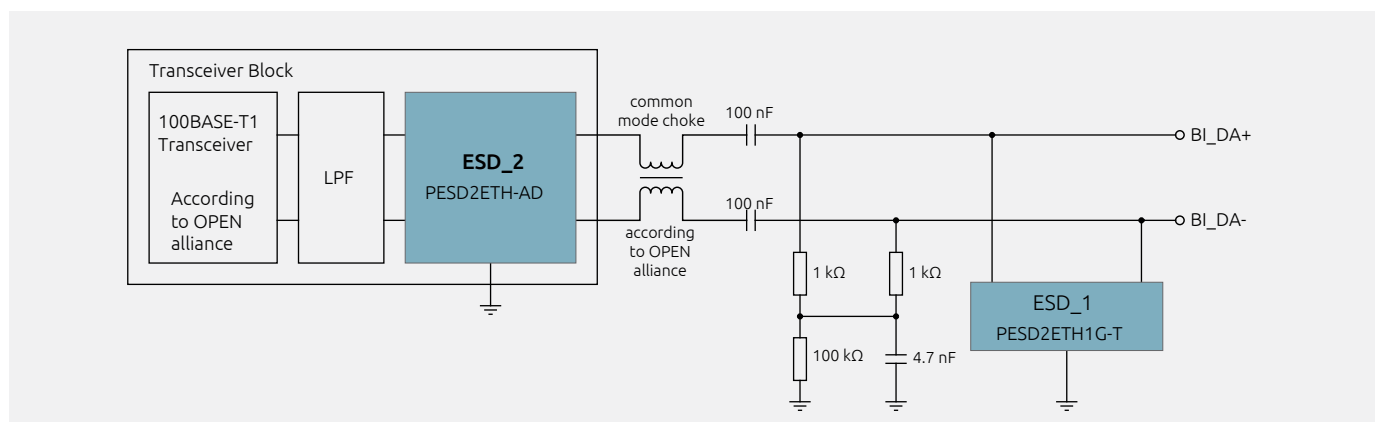 Transceiver Block
100BASE-T1
Transceiver
According
to OPEN
alliance
LPF
ESD_2
PESD2ETH-AD
common
mode choke
according
to OPEN
alliance
100 nF
100 nF
BI_DA+
BI_DA-
1 kΩ
1 kΩ
100 kΩ
4.7 nF
ESD_1
PESD2ETH1G-T